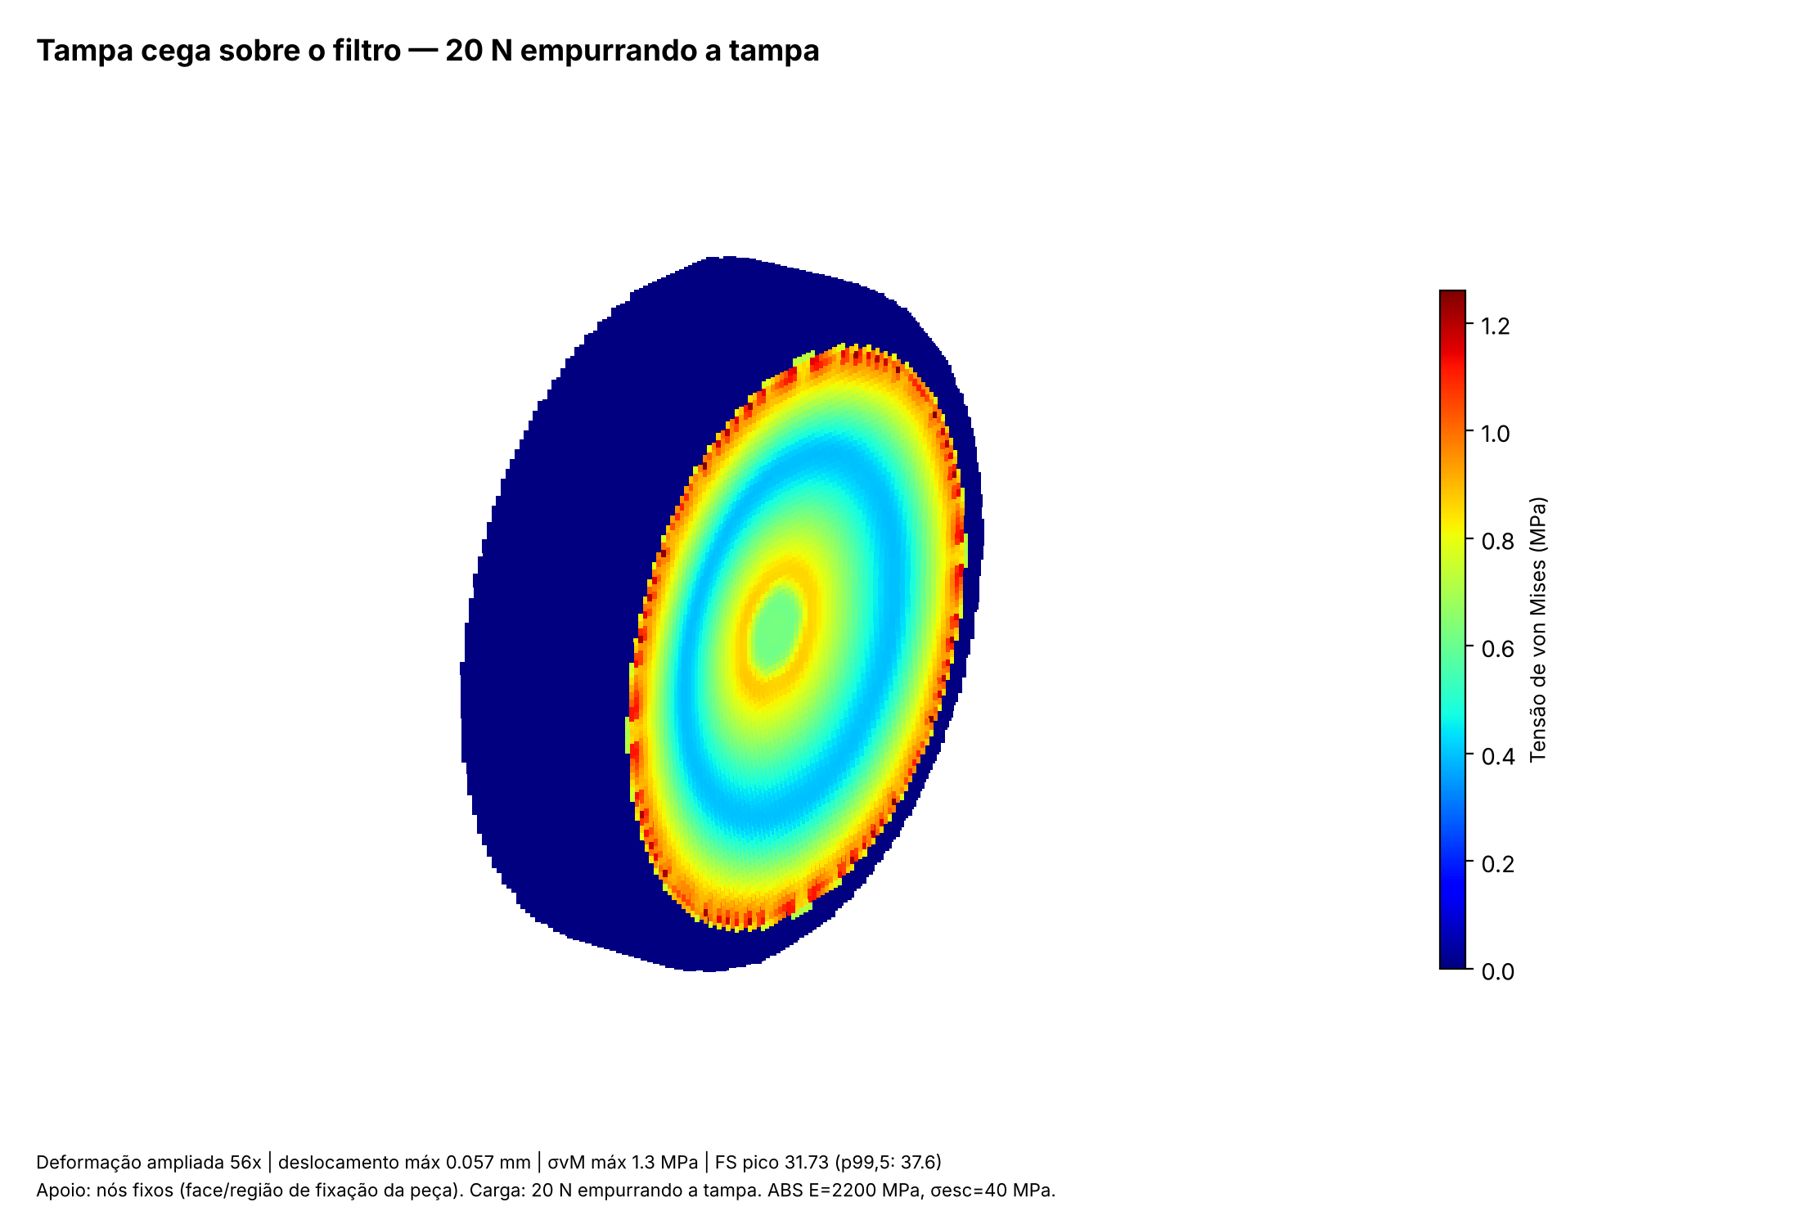 Tampa cega sobre o filtro — 20 N empurrando a tampa
1.2
1.0
0.8
0.6
0.4
0.2
0.0
Tensão de von Mises (MPa)
Deformação ampliada 56x | deslocamento máx 0.057 mm | σvM máx 1.3 MPa | FS pico 31.73 (p99,5: 37.6)
Apoio: nós fixos (face/região de fixação da peça). Carga: 20 N empurrando a tampa. ABS E=2200 MPa, σesc=40 MPa.